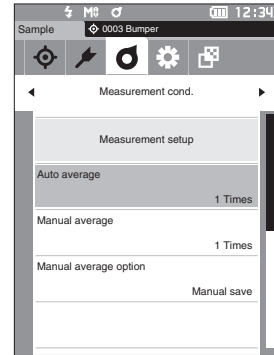 M0 12:34
Sample 0003 Bumper
Measurement cond.
Measurement setup
Auto average
1 Times
Manual average
1 Times
Manual average option
Manual save